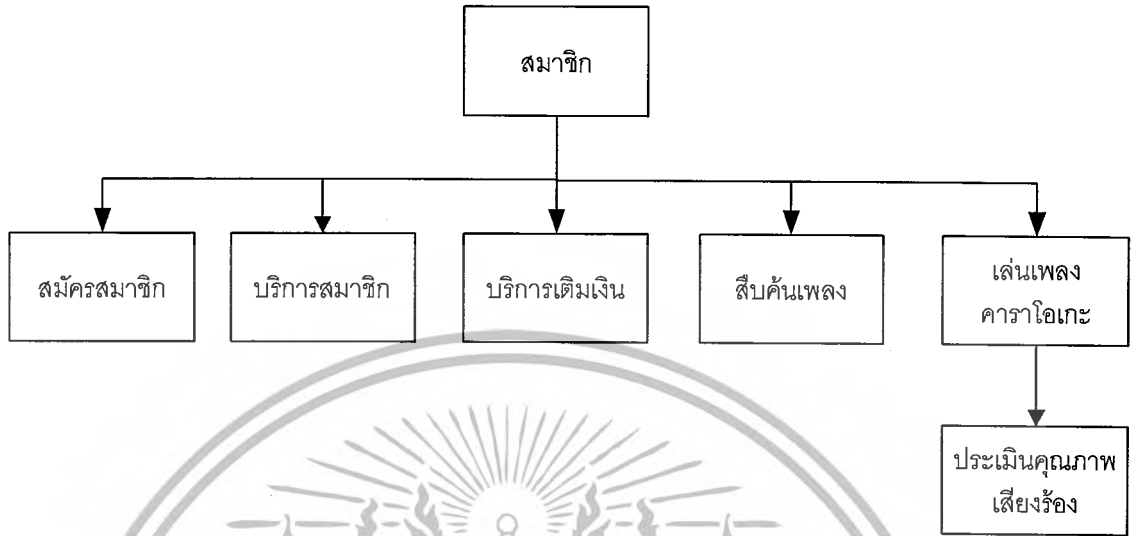 สมาชิก
สมัครสมาชิก
บริการสมาชิก
บริการเติมเงิน
สืบค้นเพลง
เล่นเพลง
คาราโอเกะ
ประเมินคุณภาพ
เสียงร้อง